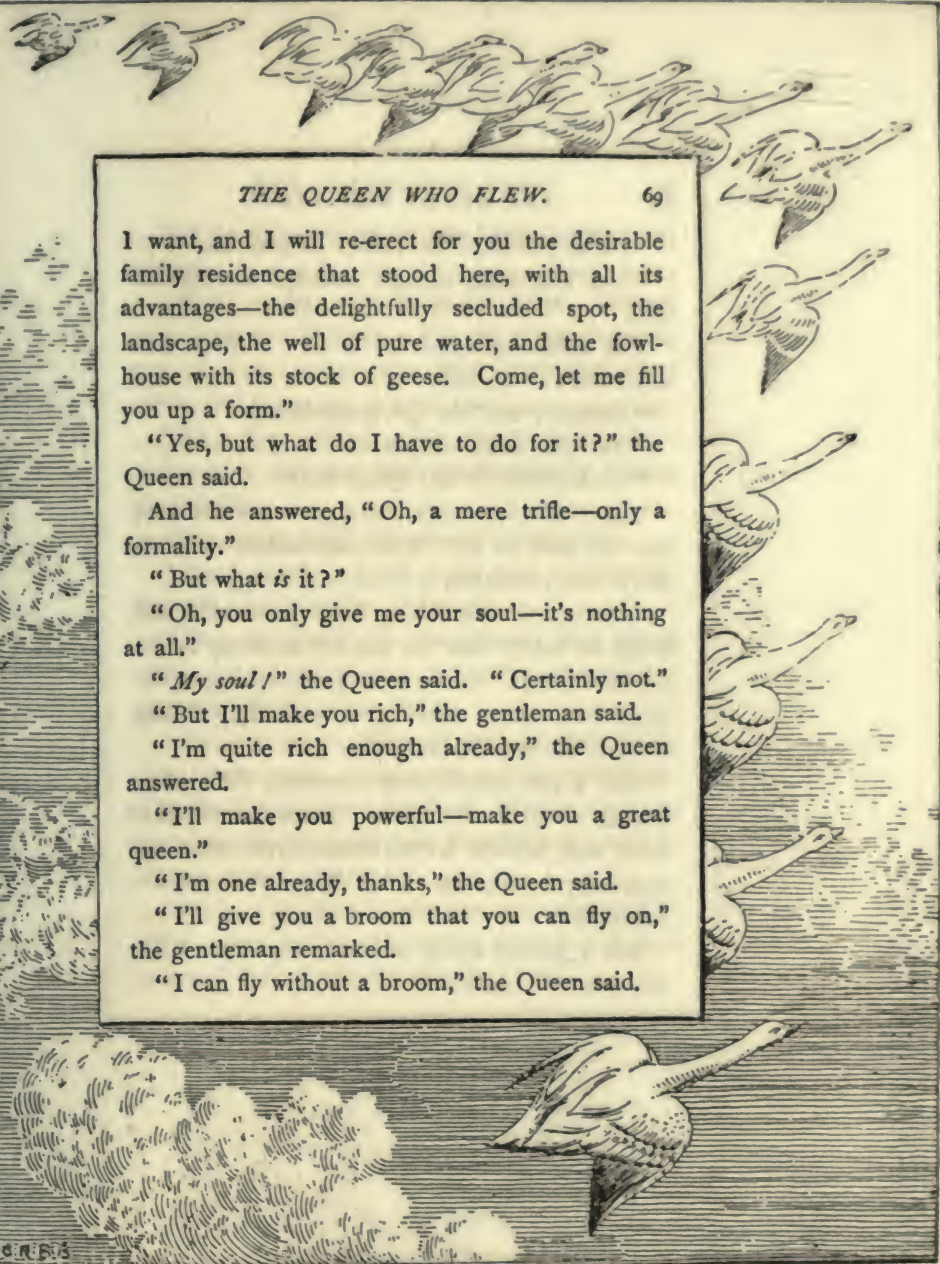 THE QUEEN WHO FLEW. 69
I want, and I will re-erect for you the desirable
family residence that stood here, with all its
advantages—the delightfully secluded spot, the
landscape, the well of pure water, and the fowl-
house with its stock of geese. Come, let me fill
you up a form."
"Yes, but what do I have to do for it?" the
Queen said.
And he answered, "Oh, a mere trifle—only a
formality."
"But what is it?"
"Oh, you only give me your soul—it's nothing
at all."
"My soul!" the Queen said. "Certainly not."
"But I'll make you rich," the gentleman said.
"I'm quite rich enough already," the Queen
answered.
"I'll make you powerful—make you a great
queen."
"I'm one already, thanks," the Queen said.
"I'll give you a broom that you can fly on,"
the gentleman remarked.
"I can fly without a broom," the Queen said.